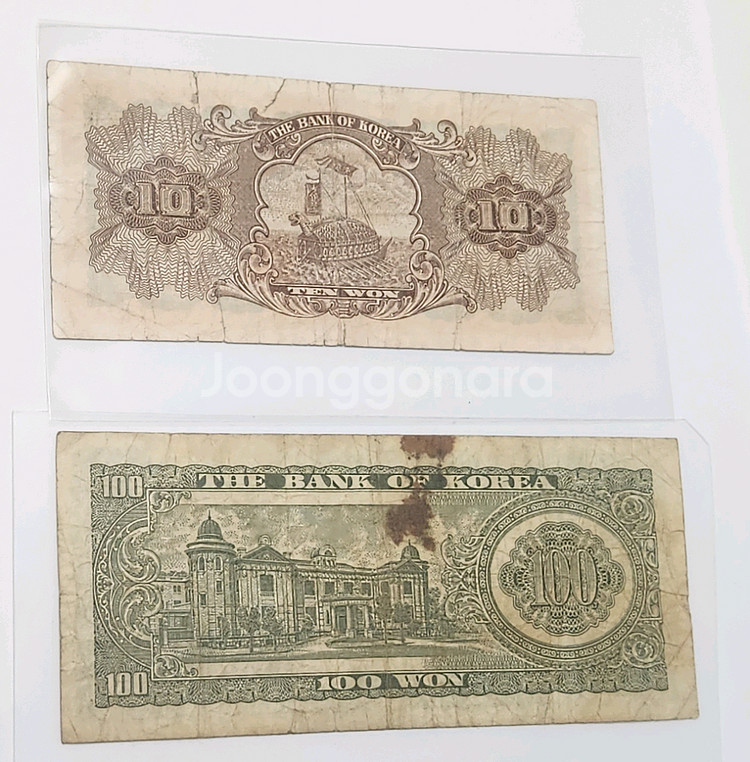 THE BANK OF KOREA
10
10
TEN WON
Joonggonara
100
THE BANK OF KOREA
100
100
100 WON